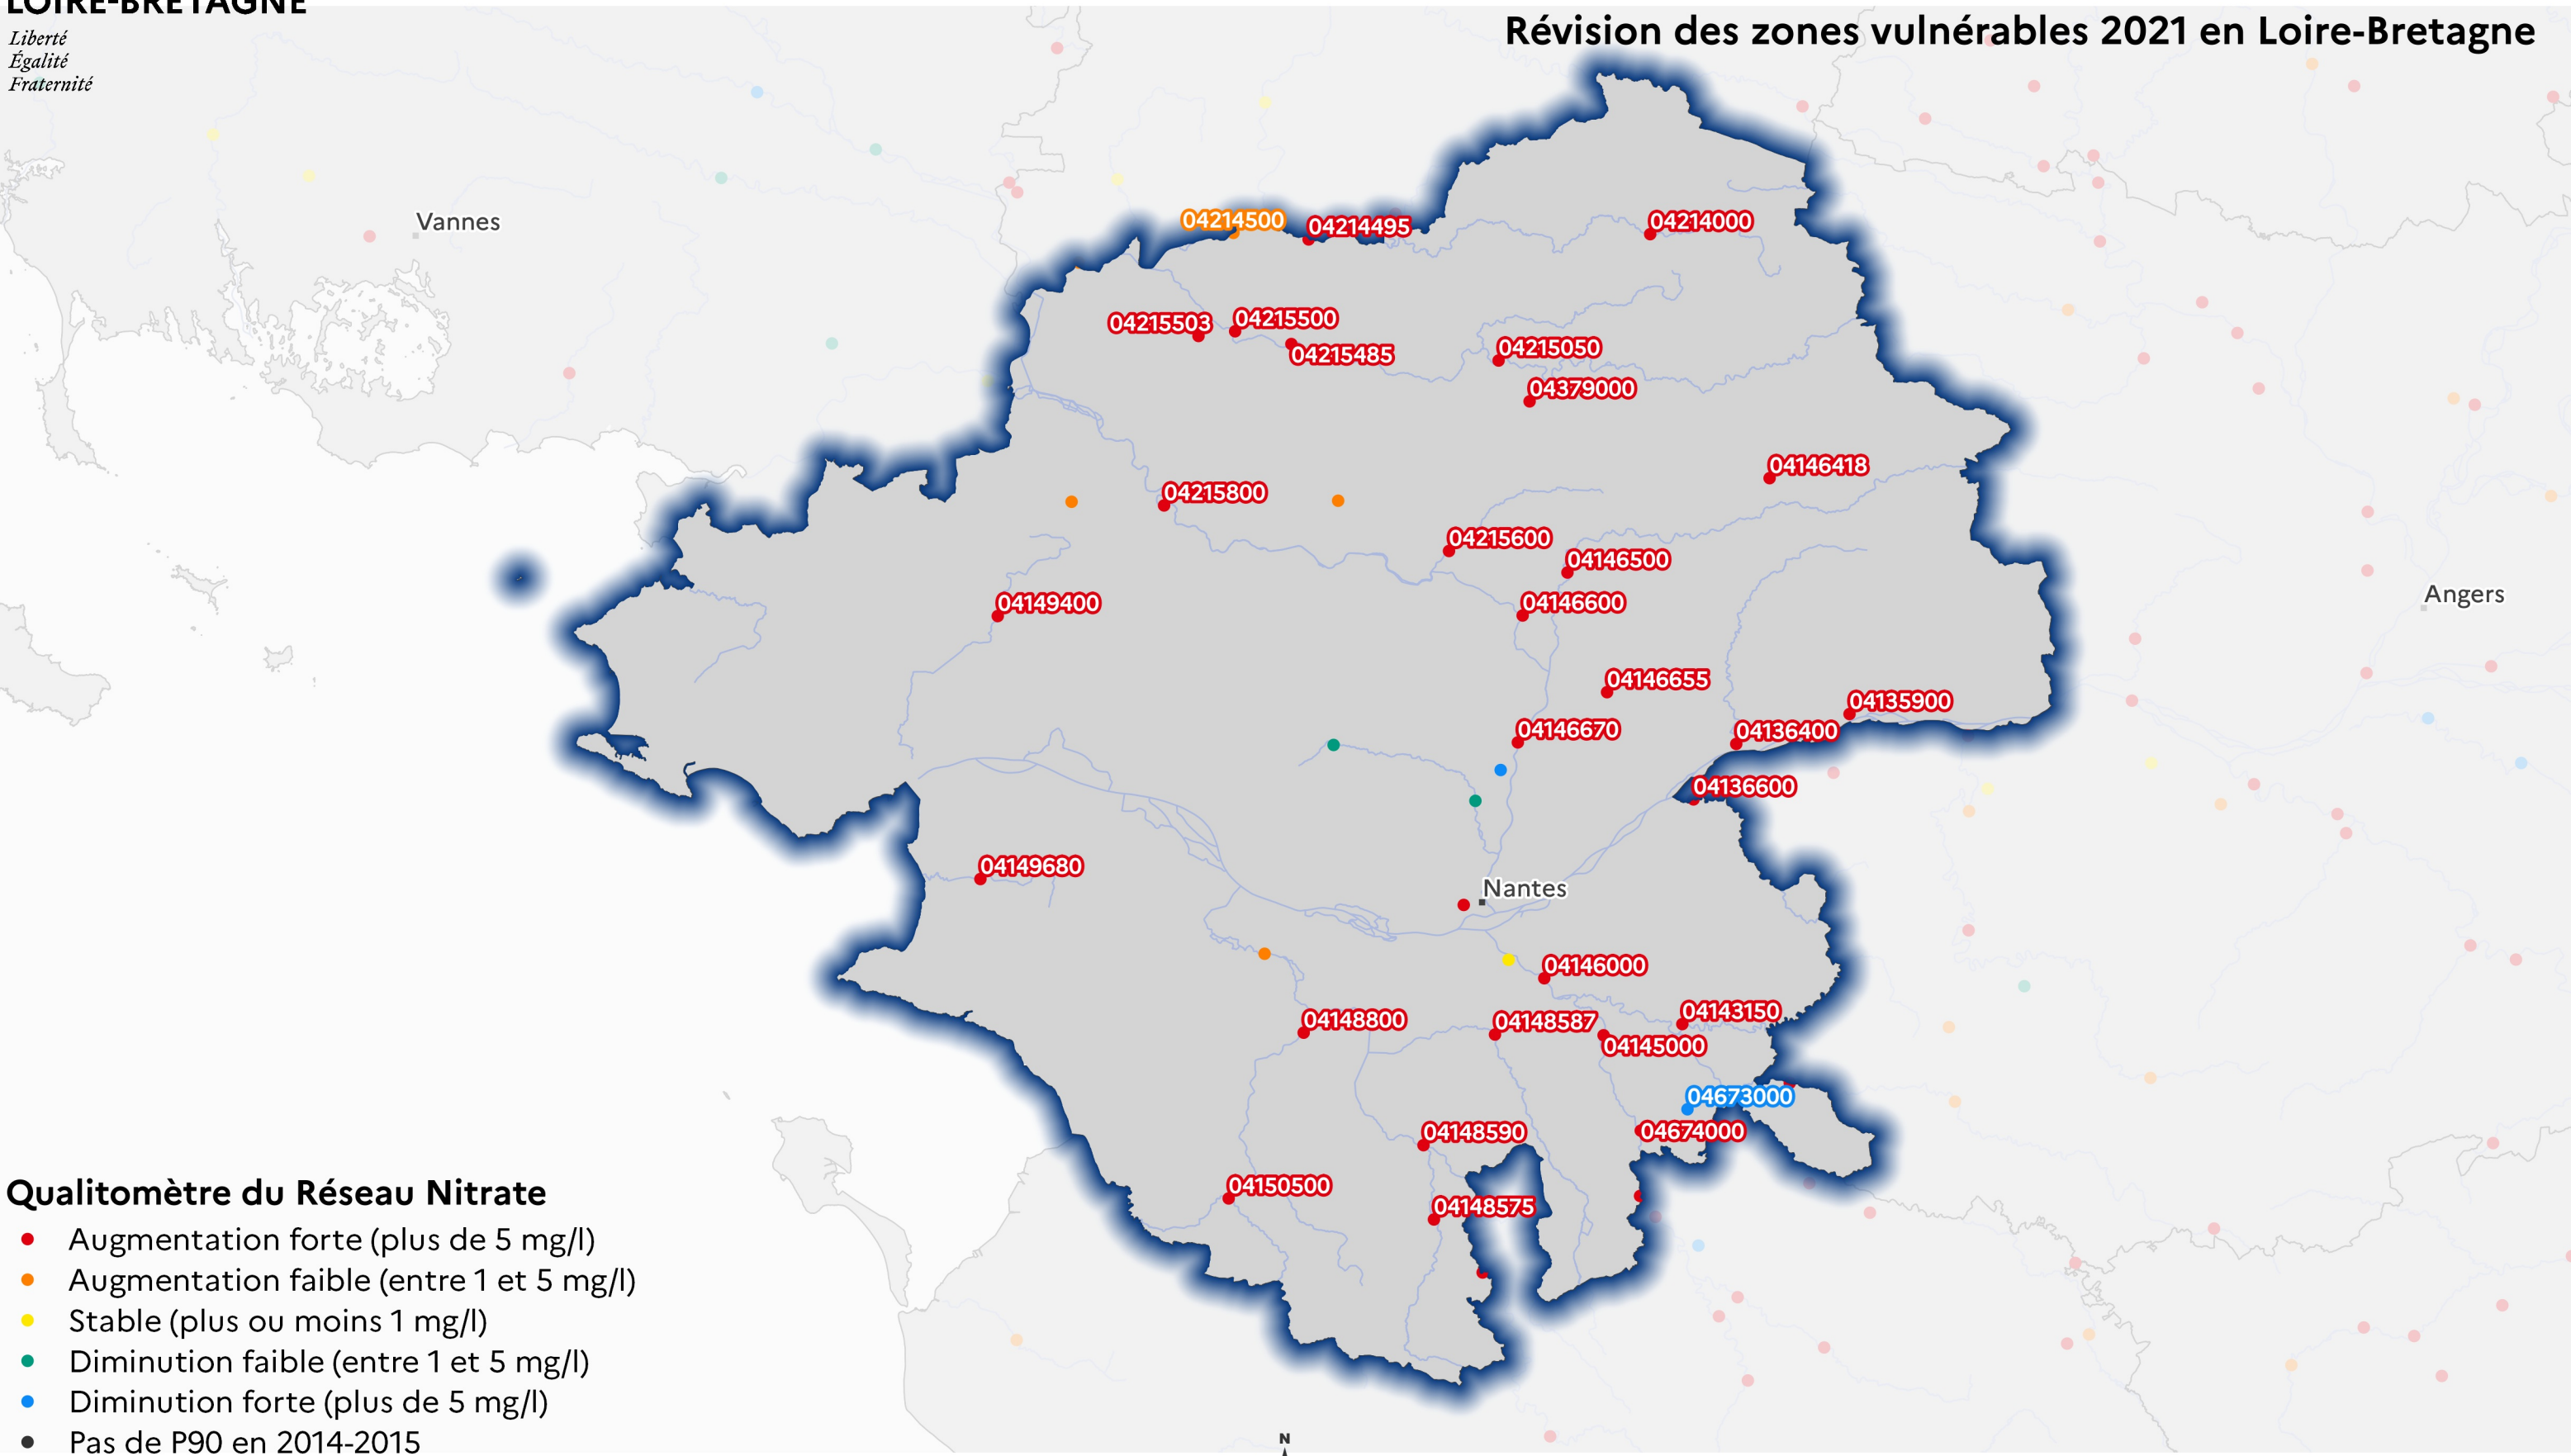 LOIRE-BRETAGNE
Liberté
Égalité
Fraternité
Révision des zones vulnérables 2021 en Loire-Bretagne
Vannes
04214500
04214495
04214000
04215503
04215500
04215485
04215050
04379000
04146418
04215800
04215600
04146500
04149400
04146600
Angers
04146655
04135900
04146670
04136400
04136600
04149680
Nantes
04146000
04148800
04148587
04143150
04145000
04673000
04148590
04674000
04150500
04148575
Qualitomètre du Réseau Nitrate
Augmentation forte (plus de 5 mg/l)
Augmentation faible (entre 1 et 5 mg/l)
Stable (plus ou moins 1 mg/l)
Diminution faible (entre 1 et 5 mg/l)
Diminution forte (plus de 5 mg/l)
Pas de P90 en 2014-2015
N